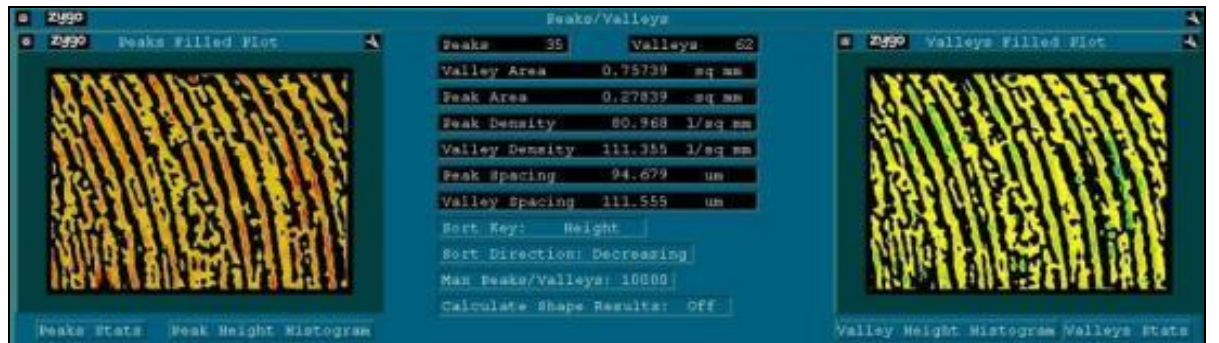 zygo Peaks/Valleys
zygo Peaks Filled Plot
Peaks 35 Valleys 62
Valley Area 0.75739 sq mm
Peak Area 0.27839 sq mm
Peak Density 80.968 1/sq mm
Valley Density 111.355 1/sq mm
Peak Spacing 94.679 um
Valley Spacing 111.555 um
Sort Key: Height
Sort Direction: Decreasing
Max Peaks/Valleys: 10000
Calculate Shape Results: Off
Peaks Stats Peak Height Histogram
zygo Valleys Filled Plot
Valley Height Histogram Valleys Stats